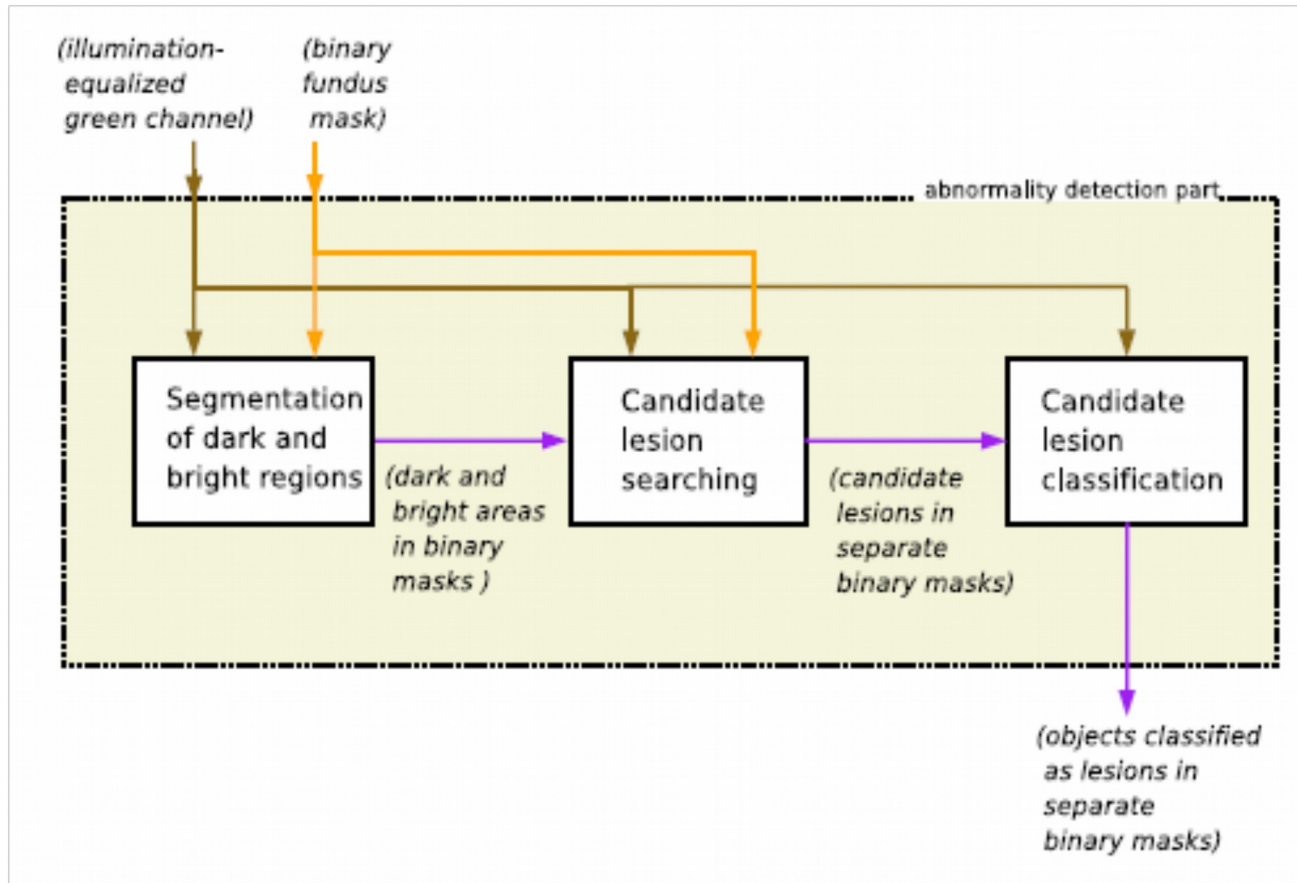 (illumination-
equalized
green channel)
(binary
fundus
mask)
abnormality detection part
Segmentation
of dark and
bright regions
(dark and
bright areas
in binary
masks )
Candidate
lesion
searching
(candidate
lesions in
separate
binary masks)
Candidate
lesion
classification
(objects classified
as lesions in
separate
binary masks)